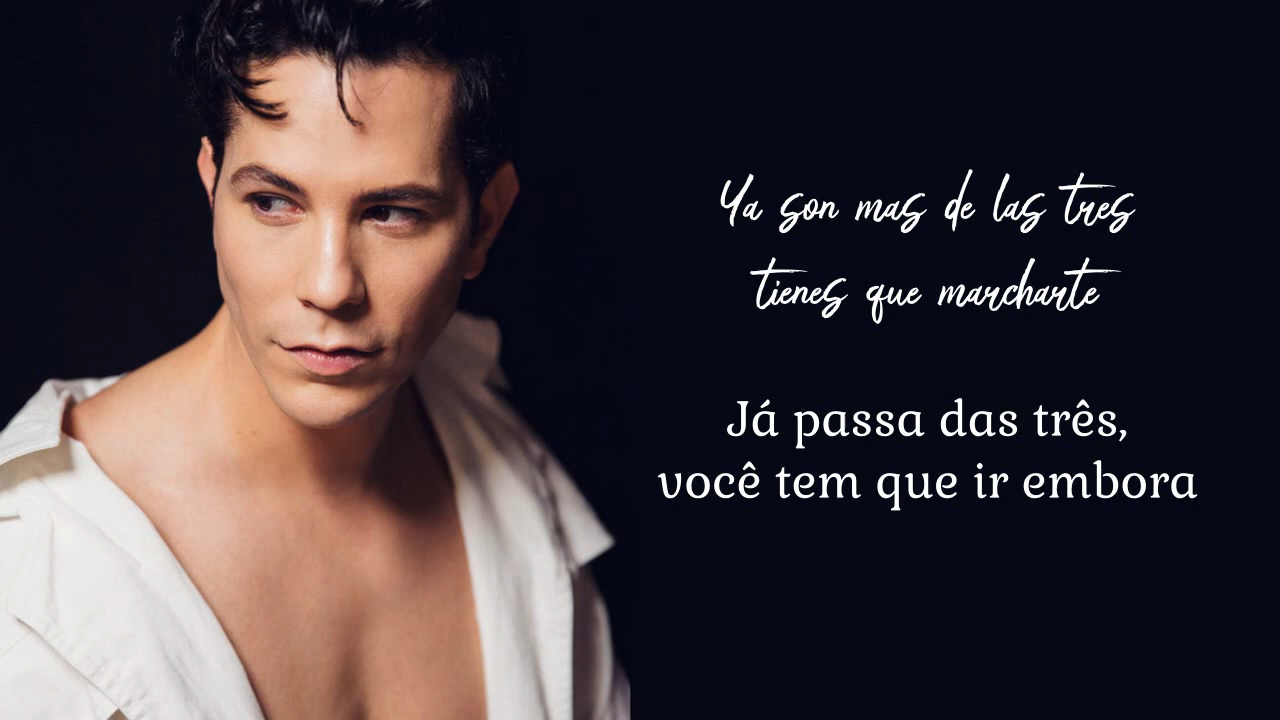 Ya son mas de las tres
tienes que marcharte
Já passa das três,
você tem que ir embora